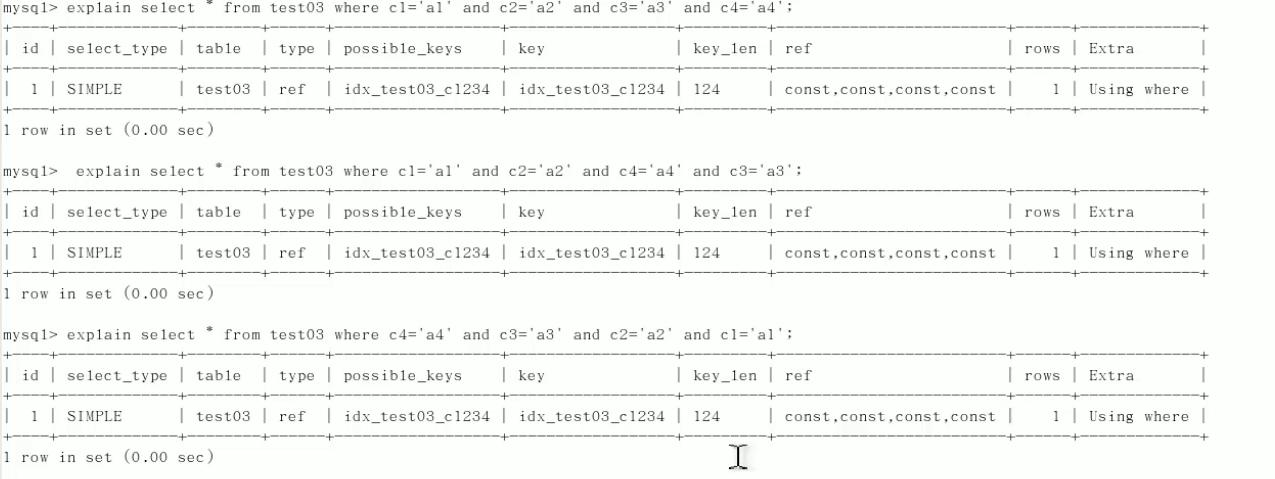 mysql> explain select * from test03 where c1='a1' and c2='a2' and c3='a3' and c4='a4';
+----+-------------+--------+------+------------------+------------------+---------+-------------------------+------+-------------+
| id | select_type | table  | type | possible_keys    | key              | key_len | ref                     | rows | Extra       |
+----+-------------+--------+------+------------------+------------------+---------+-------------------------+------+-------------+
|  1 | SIMPLE      | test03 | ref  | idx_test03_c1234 | idx_test03_c1234 | 124     | const,const,const,const |    1 | Using where |
+----+-------------+--------+------+------------------+------------------+---------+-------------------------+------+-------------+
1 row in set (0.00 sec)
mysql>  explain select * from test03 where c1='a1' and c2='a2' and c4='a4' and c3='a3';
+----+-------------+--------+------+------------------+------------------+---------+-------------------------+------+-------------+
| id | select_type | table  | type | possible_keys    | key              | key_len | ref                     | rows | Extra       |
+----+-------------+--------+------+------------------+------------------+---------+-------------------------+------+-------------+
|  1 | SIMPLE      | test03 | ref  | idx_test03_c1234 | idx_test03_c1234 | 124     | const,const,const,const |    1 | Using where |
+----+-------------+--------+------+------------------+------------------+---------+-------------------------+------+-------------+
1 row in set (0.00 sec)
mysql> explain select * from test03 where c4='a4' and c3='a3' and c2='a2' and c1='a1';
+----+-------------+--------+------+------------------+------------------+---------+-------------------------+------+-------------+
| id | select_type | table  | type | possible_keys    | key              | key_len | ref                     | rows | Extra       |
+----+-------------+--------+------+------------------+------------------+---------+-------------------------+------+-------------+
|  1 | SIMPLE      | test03 | ref  | idx_test03_c1234 | idx_test03_c1234 | 124     | const,const,const,const |    1 | Using where |
+----+-------------+--------+------+------------------+------------------+---------+-------------------------+------+-------------+
1 row in set (0.00 sec)